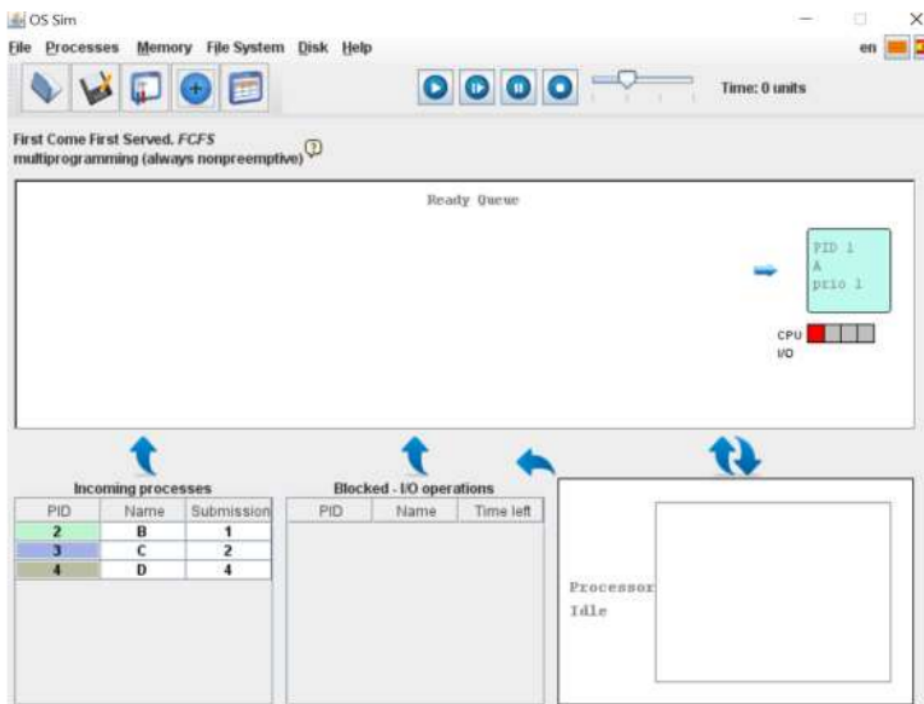 OS Sim
File Processes Memory File System Disk Help en
Time: 0 units
First Come First Served. FCFS
multiprogramming (always nonpreemptive) ?
Ready Queue
PID 1
A
prio 1
CPU
I/O
Incoming processes
PID Name Submission
2 B 1
3 C 2
4 D 4
Blocked - I/O operations
PID Name Time left
Processor
Idle